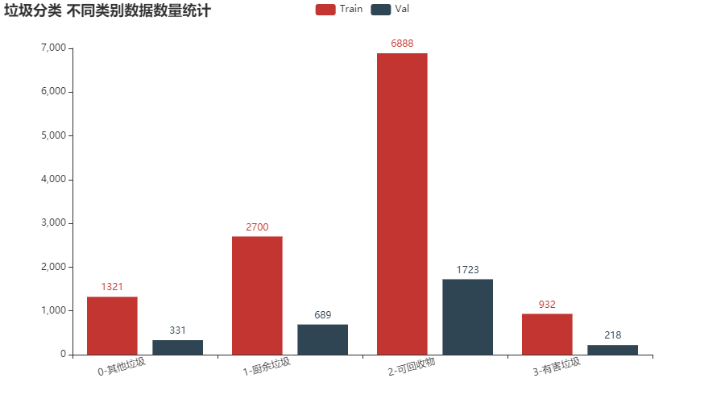 垃圾分类 不同类别数据数量统计
Train
Val
7,000
6,000
5,000
4,000
3,000
2,000
1,000
0
1321
331
2700
689
6888
1723
932
218
0-其他垃圾
1-厨余垃圾
2-可回收物
3-有害垃圾